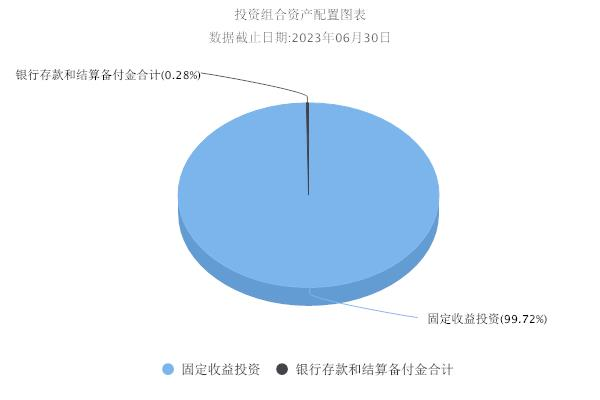 投资组合资产配置图表
数据截止日期:2023年06月30日
银行存款和结算备付金合计(0.28%)
固定收益投资(99.72%)
固定收益投资 银行存款和结算备付金合计